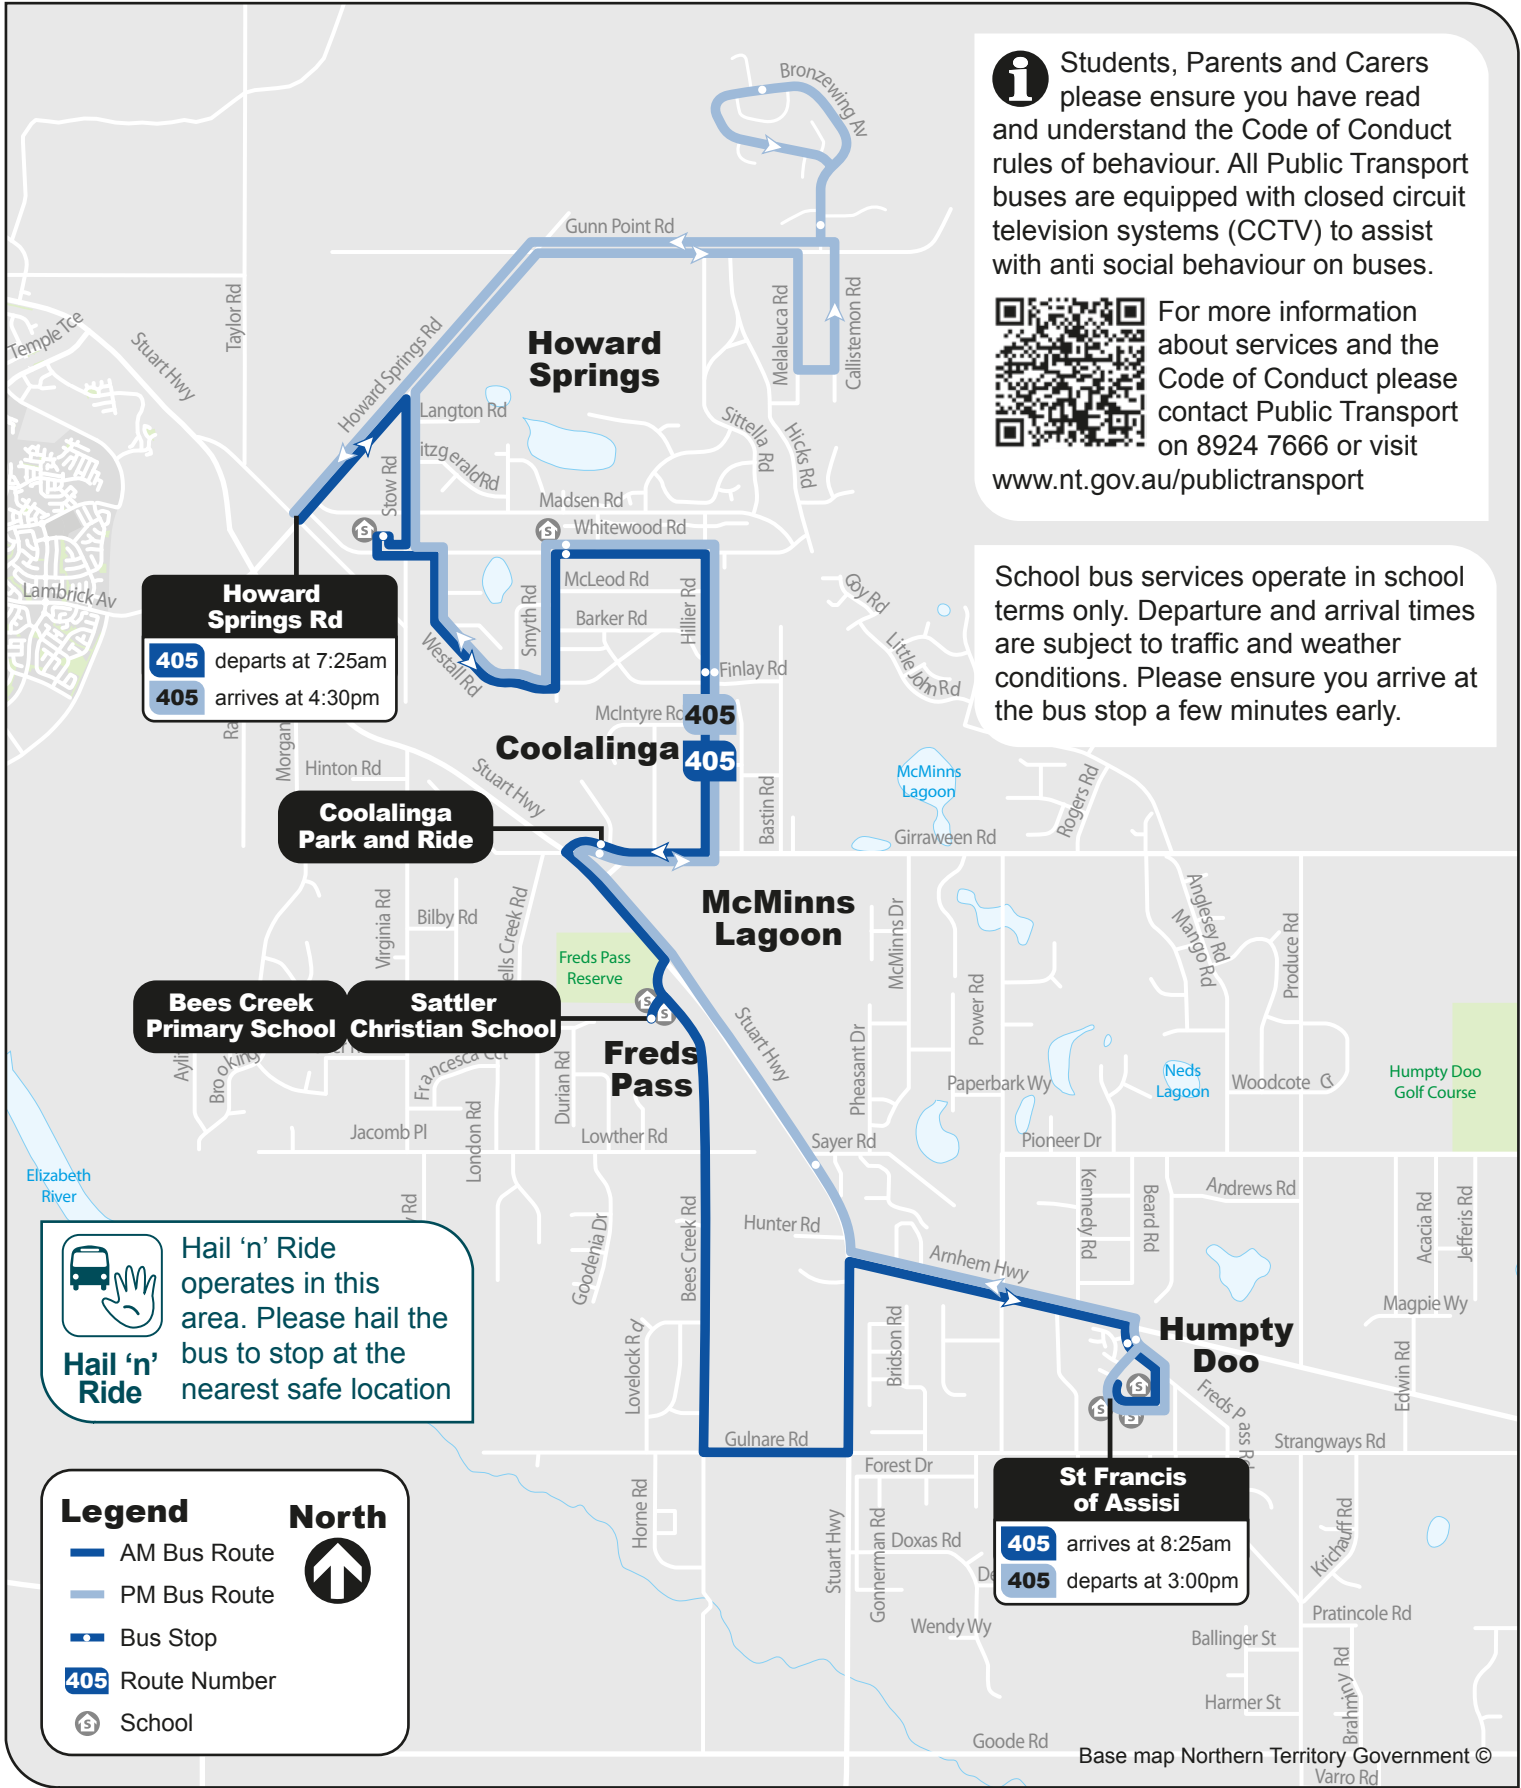 Students, Parents and Carers
please ensure you have read
and understand the Code of Conduct
rules of behaviour. All Public Transport
buses are equipped with closed circuit
television systems (CCTV) to assist
with anti social behaviour on buses.
For more information
about services and the
Code of Conduct please
contact Public Transport
on 8924 7666 or visit
www.nt.gov.au/publictransport
School bus services operate in school
terms only. Departure and arrival times
are subject to traffic and weather
conditions. Please ensure you arrive at
the bus stop a few minutes early.
Bronzewing Av
Gunn Point Rd
Taylor Rd
Temple Tce
Stuart Hwy
Howard Springs Rd
Howard
Springs
Melaleuca Rd
Callistemon Rd
Langton Rd
itzgerald Rd
Stow Rd
Sittella Rd
Hicks Rd
Madsen Rd
Whitewood Rd
Lambrick Av
Howard
Springs Rd
405 departs at 7:25am
405 arrives at 4:30pm
McLeod Rd
Smyth Rd
Barker Rd
Hillier Rd
Westall Rd
Finlay Rd
Coy Rd
Little John Rd
McIntyre Rd
405
405
Coolalinga
Ra
Morgan
Hinton Rd
Stuart Hwy
Bastin Rd
McMinns
Lagoon
Rogers Rd
Girraween Rd
Coolalinga
Park and Ride
McMinns
Lagoon
Virginia Rd
Bilby Rd
ells Creek Rd
McMinns Dr
Anglesey Rd
Mango Rd
Produce Rd
Freds Pass
Reserve
Power Rd
Bees Creek
Primary School
Sattler
Christian School
Freds
Pass
Stuart Hwy
Pheasant Dr
Aylin
Brooking
Francesca Cct
Durian Rd
Paperbark Wy
Neds
Lagoon
Woodcote C
Humpty Doo
Golf Course
Jacomb Pl
London Rd
Lowther Rd
Sayer Rd
Pioneer Dr
Elizabeth
River
y Rd
Goodenia Dr
Bees Creek Rd
Hunter Rd
Arnhem Hwy
Kennedy Rd
Beard Rd
Andrews Rd
Acacia Rd
Jefferis Rd
Hail ‘n’
Ride
Hail ‘n’ Ride
operates in this
area. Please hail the
bus to stop at the
nearest safe location
Magpie Wy
Humpty
Doo
Lovelock Rd
Bridson Rd
Edwin Rd
Freds Pass Rd
Gulnare Rd
Strangways Rd
Forest Dr
St Francis
of Assisi
405 arrives at 8:25am
405 departs at 3:00pm
Horne Rd
Stuart Hwy
Gonnerman Rd
Doxas Rd
De
Krichauff Rd
Wendy Wy
Pratincole Rd
Ballinger St
Brahminy Rd
Harmer St
Goode Rd
Varro Rd
Legend
North
AM Bus Route
PM Bus Route
Bus Stop
405 Route Number
S School
Base map Northern Territory Government ©